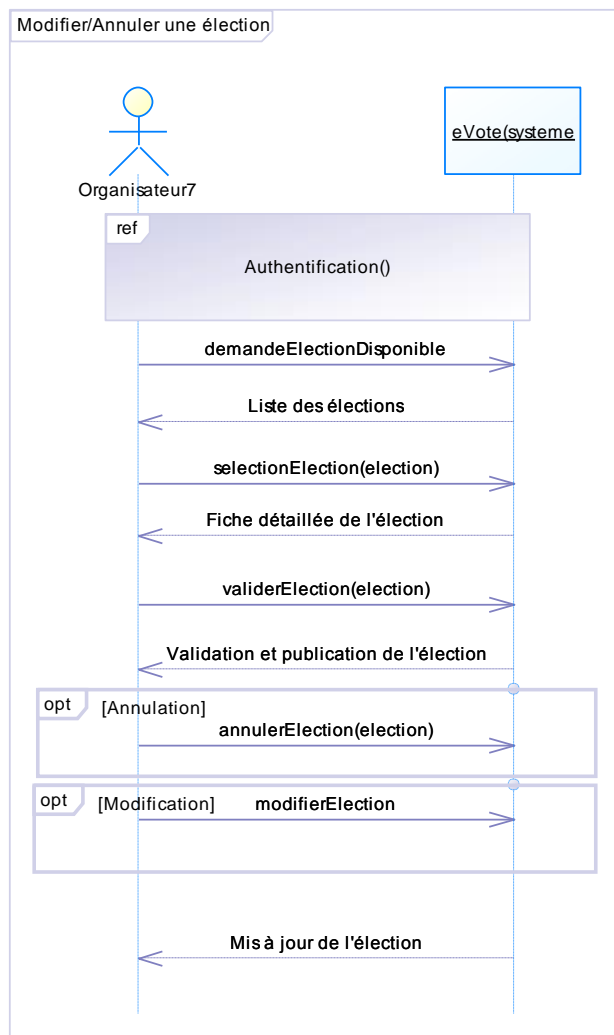 Modifier/Annuler une élection
eVote(systeme
Organisateur7
ref
Authentification()
demandeElectionDisponible
Liste des élections
selectionElection(election)
Fiche détaillée de l'élection
validerElection(election)
Validation et publication de l'élection
opt
[Annulation]
annulerElection(election)
opt
[Modification]
modifierElection
Mis à jour de l'élection